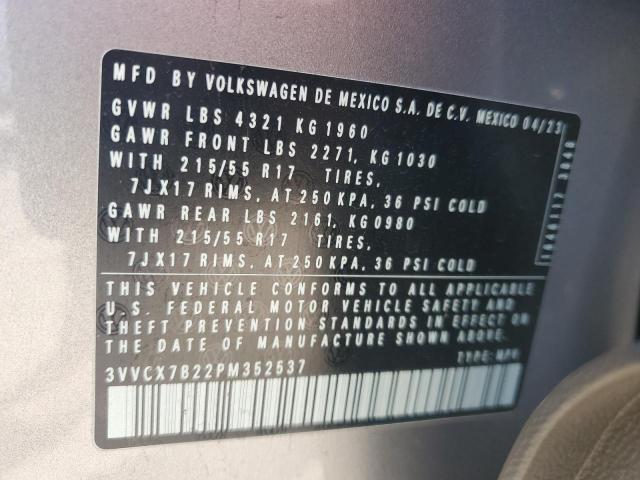 MFD BY VOLKSWAGEN DE MEXICO S.A. DE C.V. MEXICO 04/23
GVWR LBS 4321 KG 1960
GAWR FRONT LBS 2271, KG 1030
WITH 215/55 R17 TIRES,
7JX17 RIMS, AT 250 KPA, 36 PSI COLD
GAWR REAR LBS 2161, KG 0980
WITH 215/55 R17 TIRES,
7JX17 RIMS, AT 250 KPA, 36 PSI COLD
THIS VEHICLE CONFORMS TO ALL APPLICABLE
U.S. FEDERAL MOTOR VEHICLE SAFETY AND
THEFT PREVENTION STANDARDS IN EFFECT ON
THE DATE OF MANUFACTURE SHOWN ABOVE.
3VVCX7B22PM352537 TYPE: MPV